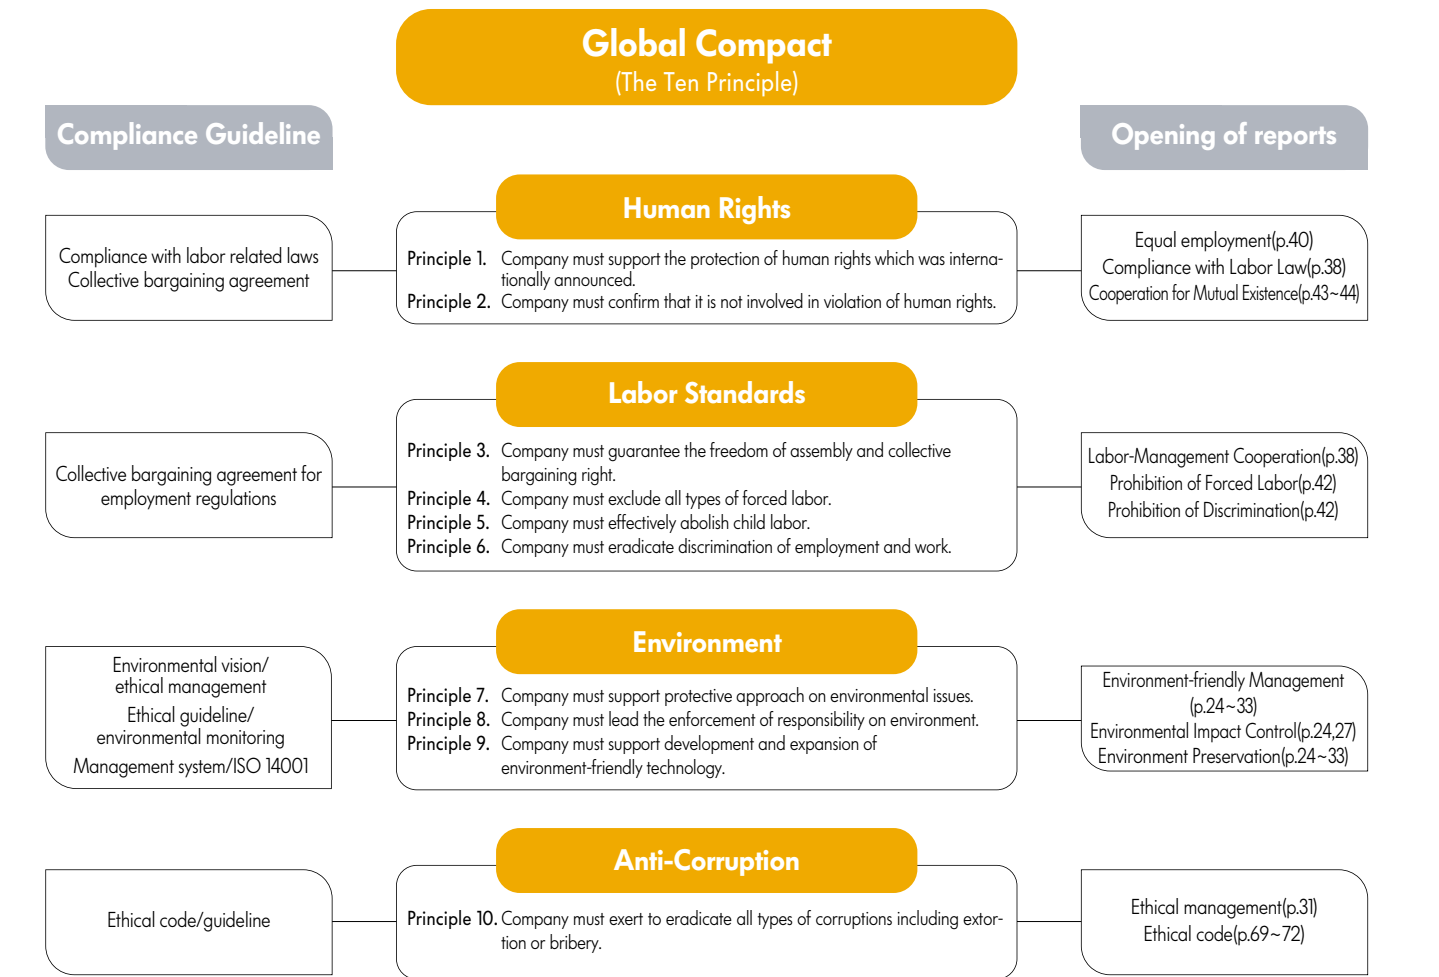 Global Compact
(The Ten Principle)
Compliance Guideline
Opening of reports
Human Rights
Compliance with labor related laws
Collective bargaining agreement
Principle 1. Company must support the protection of human rights which was interna-
tionally announced.
Principle 2. Company must confirm that it is not involved in violation of human rights.
Equal employment(p.40)
Compliance with Labor Law(p.38)
Cooperation for Mutual Existence(p.43~44)
Labor Standards
Collective bargaining agreement for
employment regulations
Principle 3. Company must guarantee the freedom of assembly and collective
bargaining right.
Principle 4. Company must exclude all types of forced labor.
Principle 5. Company must effectively abolish child labor.
Principle 6. Company must eradicate discrimination of employment and work.
Labor-Management Cooperation(p.38)
Prohibition of Forced Labor(p.42)
Prohibition of Discrimination(p.42)
Environment
Environmental vision/
ethical management
Ethical guideline/
environmental monitoring
Management system/ISO 14001
Principle 7. Company must support protective approach on environmental issues.
Principle 8. Company must lead the enforcement of responsibility on environment.
Principle 9. Company must support development and expansion of
environment-friendly technology.
Environment-friendly Management
(p.24~33)
Environmental Impact Control(p.24,27)
Environment Preservation(p.24~33)
Anti-Corruption
Ethical code/guideline
Principle 10. Company must exert to eradicate all types of corruptions including extor-
tion or bribery.
Ethical management(p.31)
Ethical code(p.69~72)